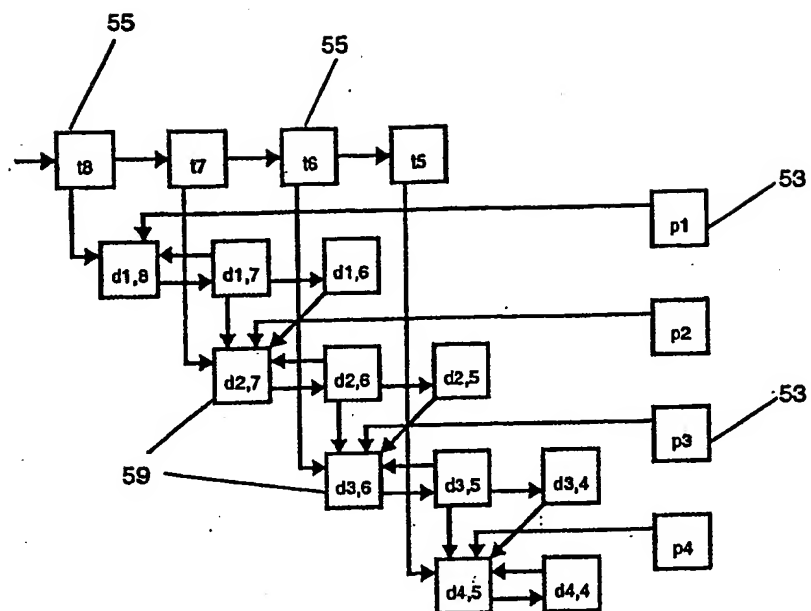 55
55
t8 t7 t6 t5
53
p1
d1,8 d1,7 d1,6
p2
d2,7 d2,6 d2,5
53
p3
59
d3,6 d3,5 d3,4
p4
d4,5 d4,4